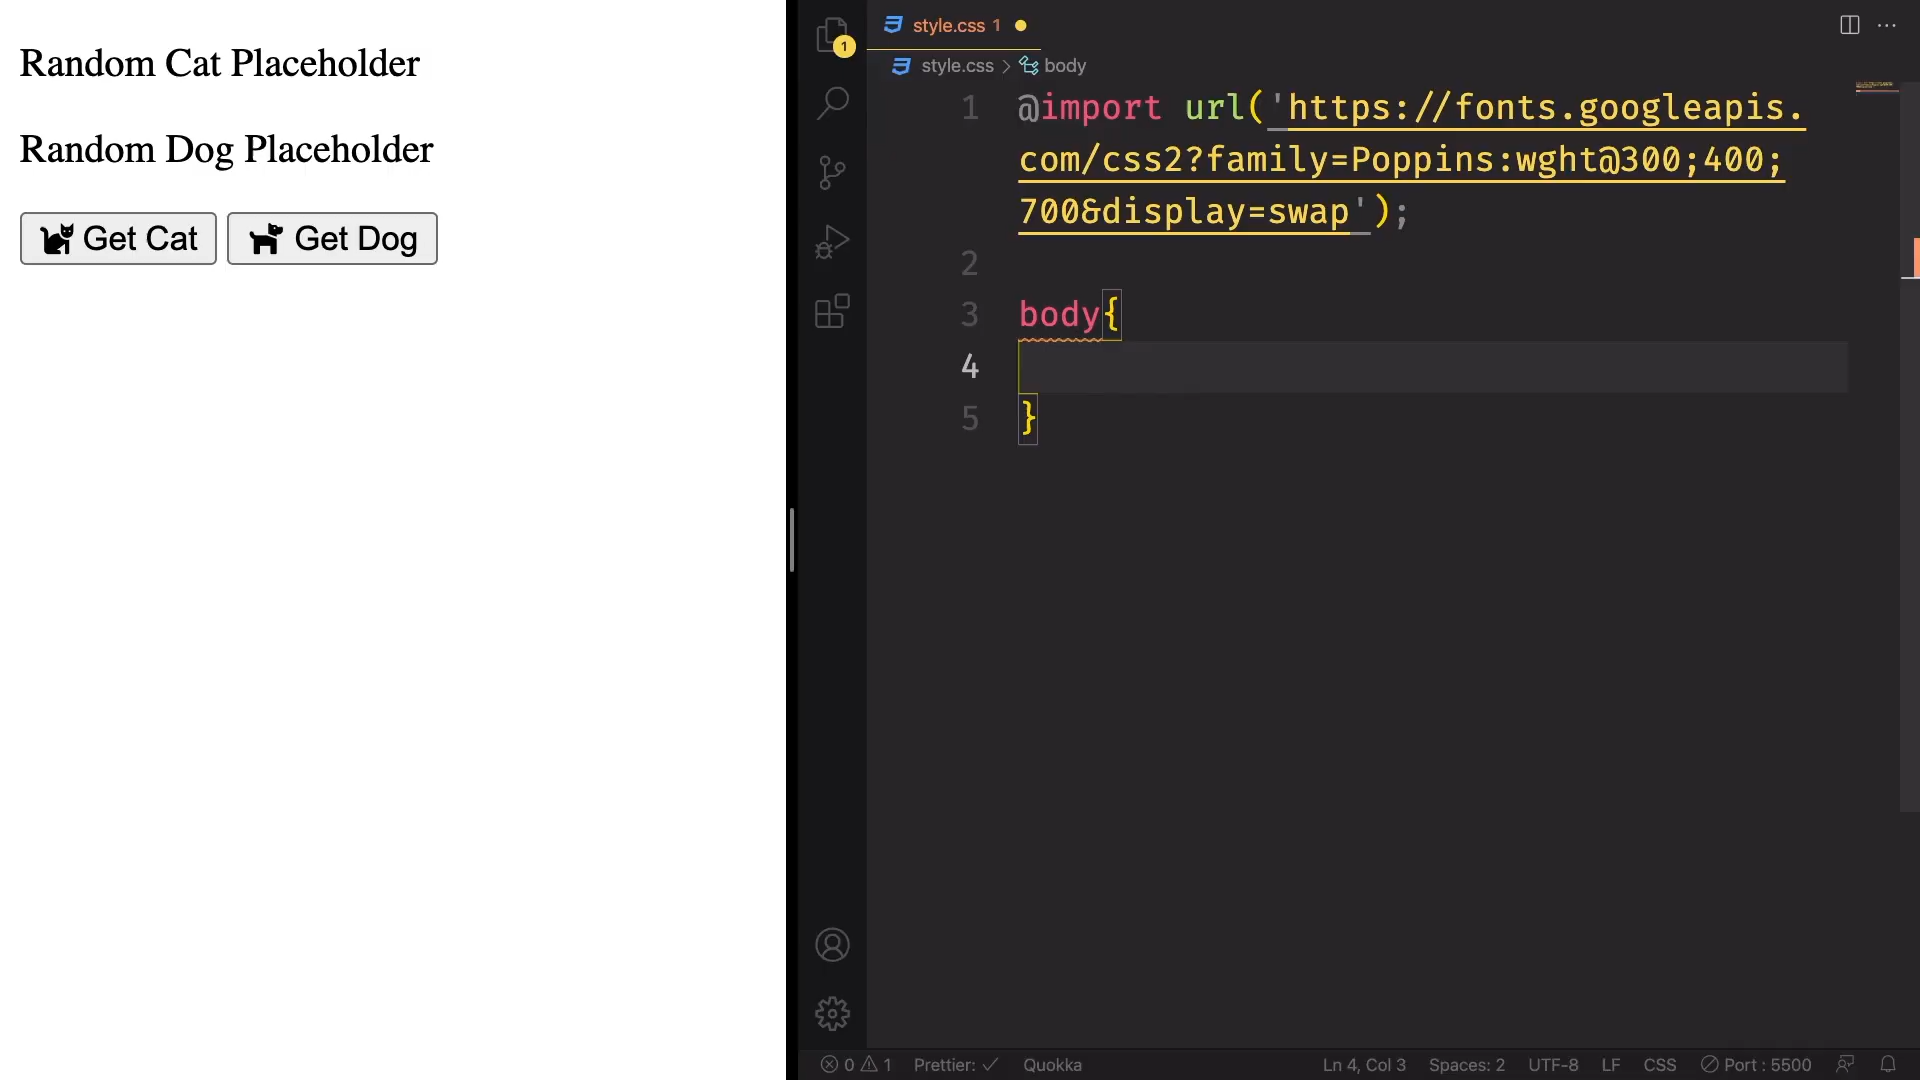 Random Cat Placeholder
Random Dog Placeholder
Get Cat
Get Dog
1
style.css 1
style.css > body
1 @import url('https://fonts.googleapis.
com/css2?family=Poppins:wght@300;400;
700&display=swap');
2
3 body{
4
5 }
0 1 Prettier: Quokka Ln 4, Col 3 Spaces: 2 UTF-8 LF CSS Port : 5500